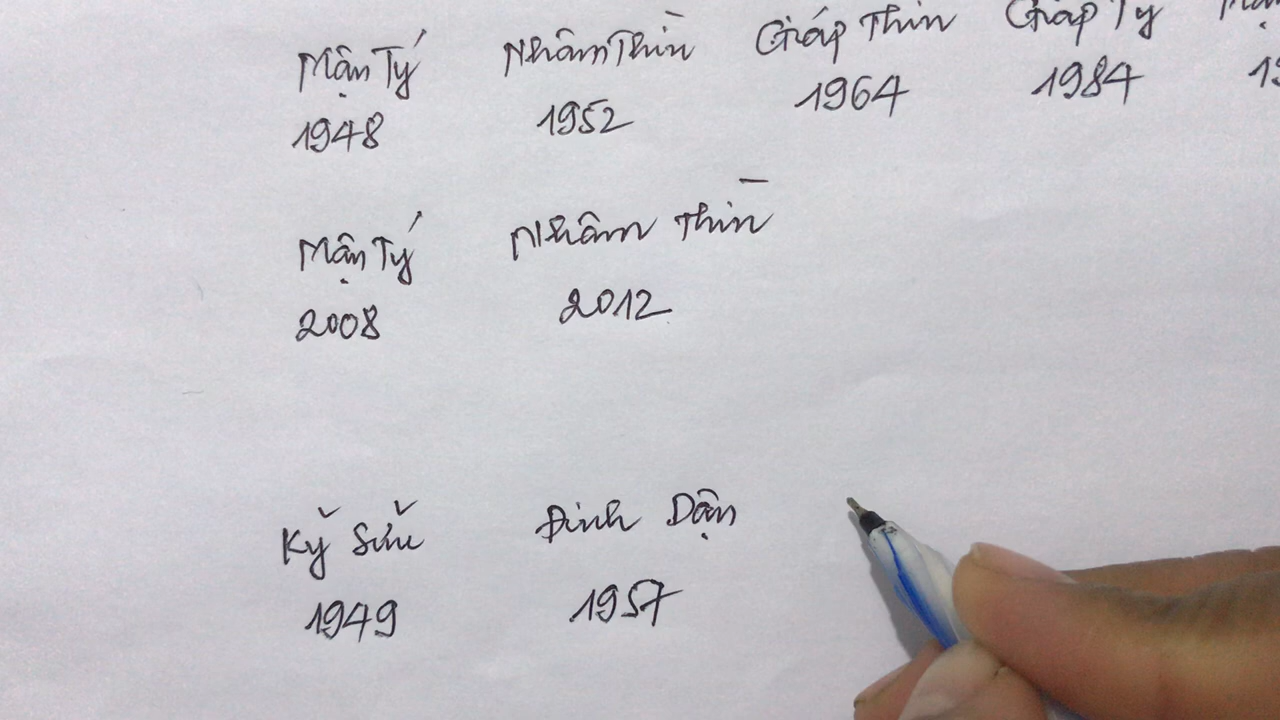 Mậu Tý Nhâm Thìn Giáp Thìn Giáp Tý
1948 1952 1964 1984
Mậu Tý Nhâm Thìn
2008 2012
Kỷ Sửu Đinh Dậu
1949 1957